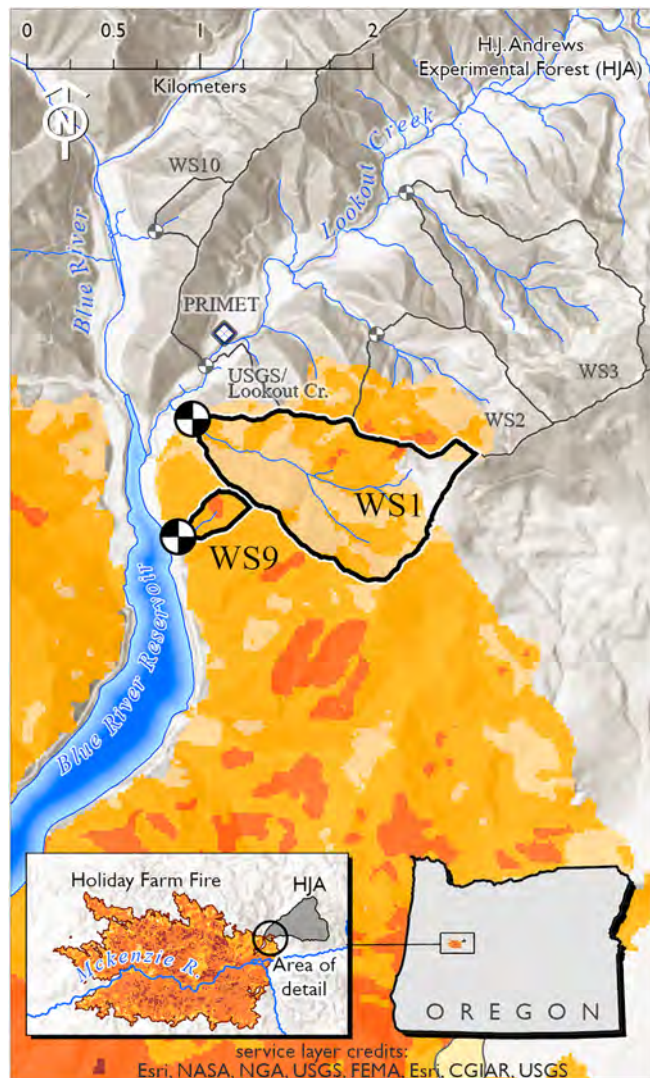 0 0.5 1 2
Kilometers
H.J. Andrews
Experimental Forest (HJA)
N
WS10
Lookout Creek
Blue River
PRIMET
USGS/
Lookout Cr.
WS3
WS2
WS1
WS9
Blue River Reservoir
Holiday Farm Fire
HJA
Mckenzie R.
Area of
detail
OREGON
service layer credits:
Esri, NASA, NGA, USGS, FEMA, Esri, CGIAR, USGS